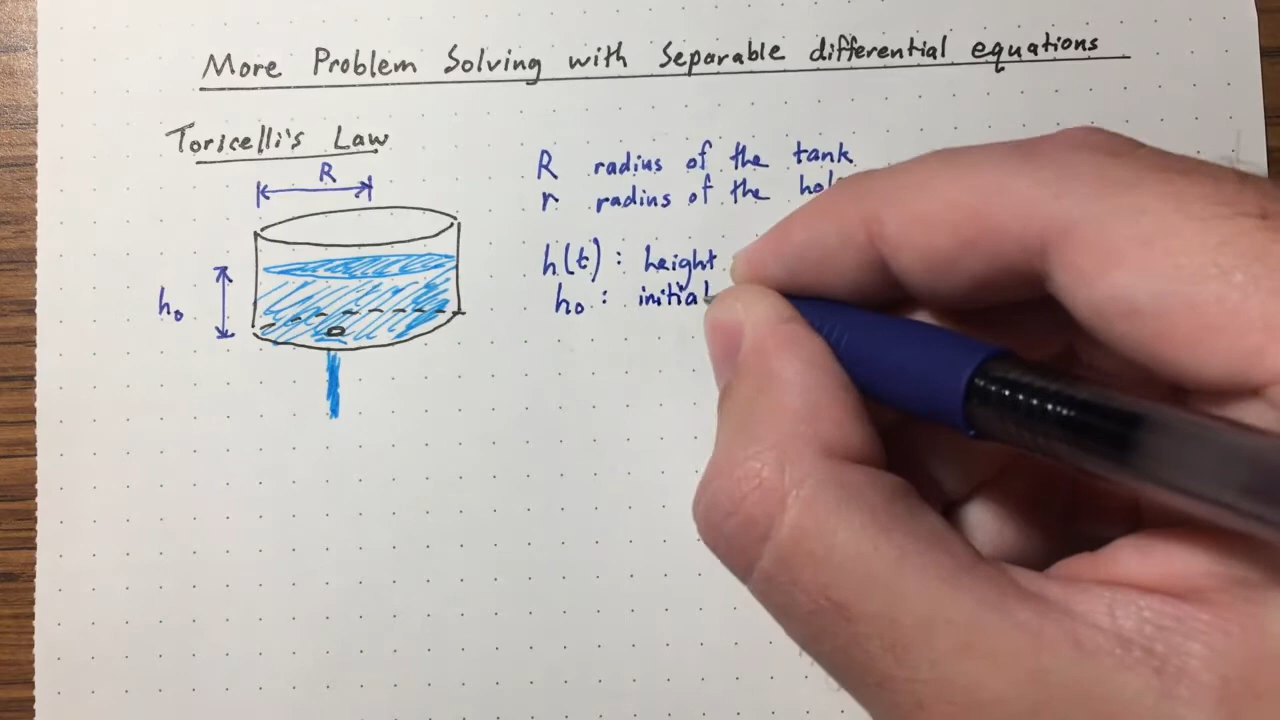 More Problem Solving with Separable differential equations
Toricelli's Law
R
R radius of the tank
r radius of the
h(t) : height
h₀ : initial
h₀